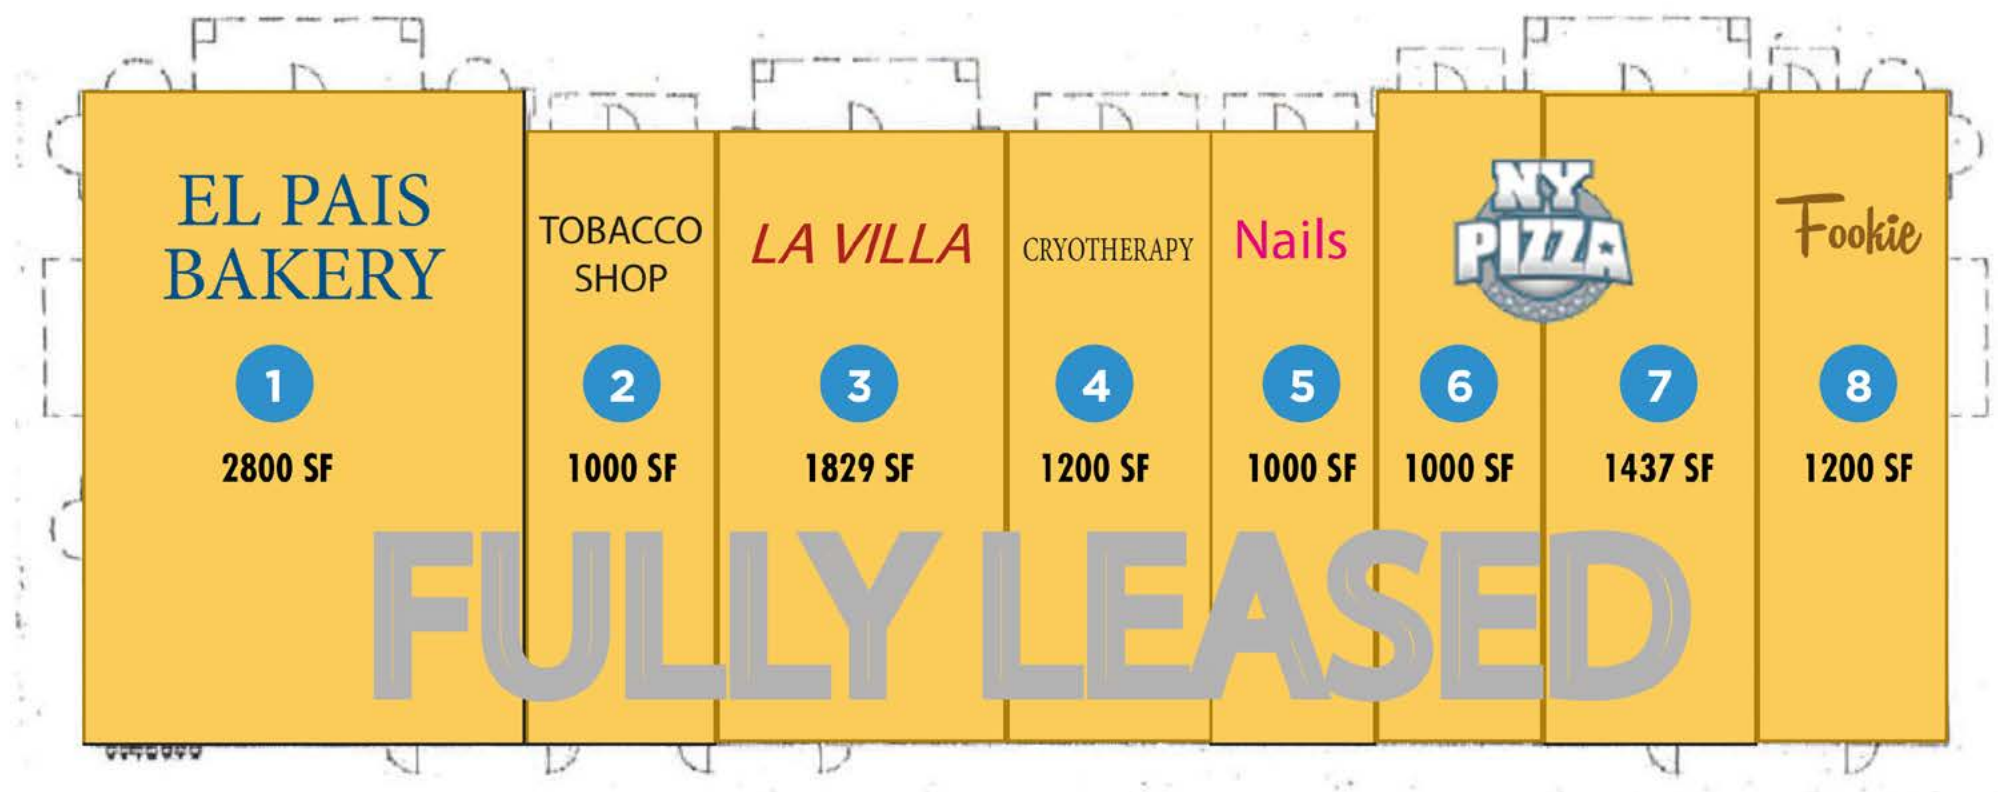 EL PAIS
BAKERY
TOBACCO
SHOP
LA VILLA
CRYOTHERAPY
Nails
NY
PIZZA
Fookie
1
2
3
4
5
6
7
8
2800 SF
1000 SF
1829 SF
1200 SF
1000 SF
1000 SF
1437 SF
1200 SF
FULLY LEASED